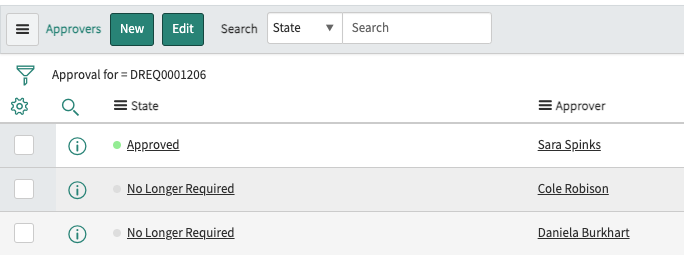 Approvers New Edit Search State Search
Approval for = DREQ0001206
State Approver
Approved Sara Spinks
No Longer Required Cole Robison
No Longer Required Daniela Burkhart